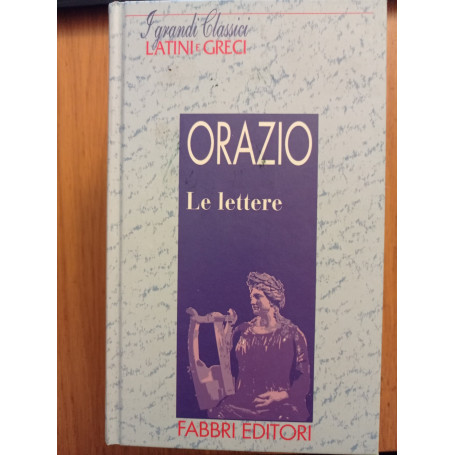 I grandi Classici
LATINI E GRECI
ORAZIO
Le lettere
FABBRI EDITORI